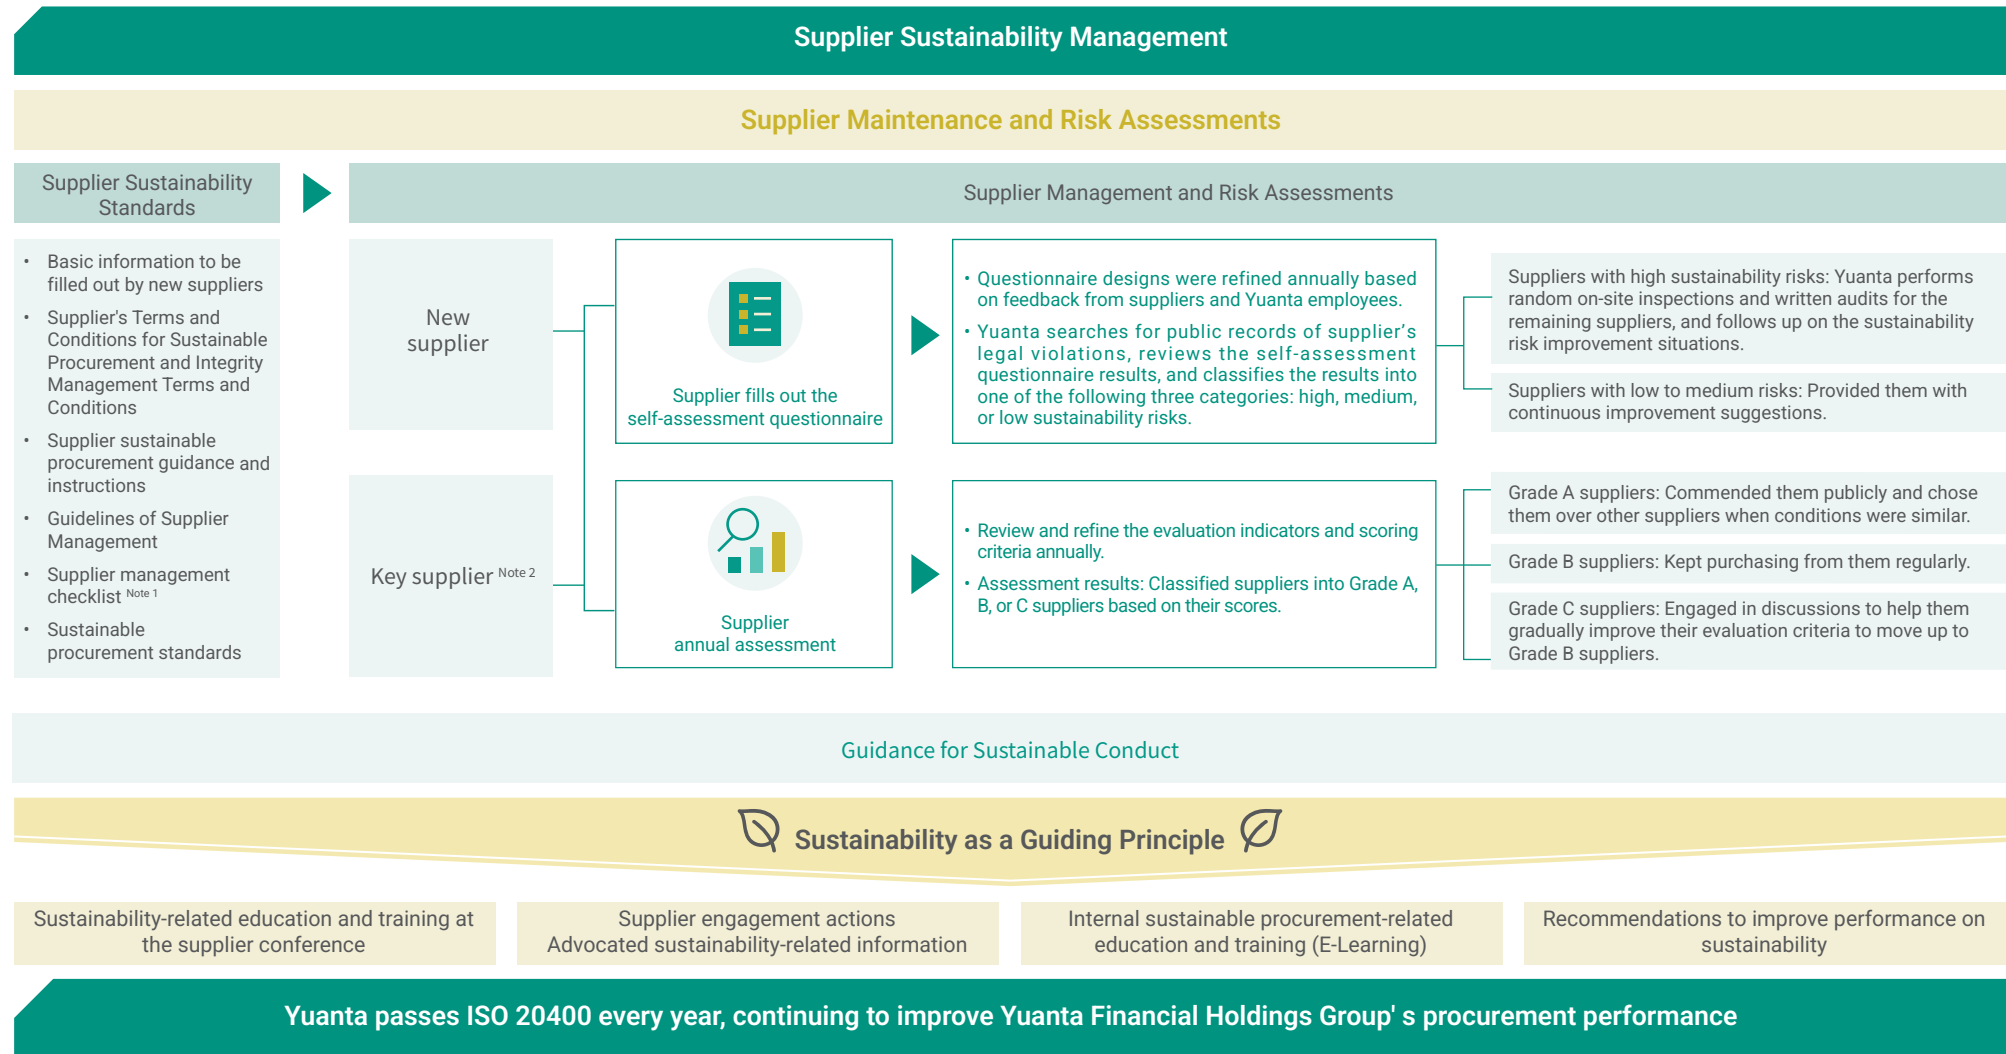 Supplier Sustainability Management
Supplier Maintenance and Risk Assessments
Supplier Sustainability
Standards
Supplier Management and Risk Assessments
• Basic information to be
filled out by new suppliers
• Supplier's Terms and
Conditions for Sustainable
Procurement and Integrity
Management Terms and
Conditions
• Supplier sustainable
procurement guidance and
instructions
• Guidelines of Supplier
Management
• Supplier management
checklist Note 1
• Sustainable
procurement standards
New
supplier
Supplier fills out the
self-assessment questionnaire
• Questionnaire designs were refined annually based
on feedback from suppliers and Yuanta employees.
• Yuanta searches for public records of supplier's
legal violations, reviews the self-assessment
questionnaire results, and classifies the results into
one of the following three categories: high, medium,
or low sustainability risks.
Suppliers with high sustainability risks: Yuanta performs
random on-site inspections and written audits for the
remaining suppliers, and follows up on the sustainability
risk improvement situations.
Suppliers with low to medium risks: Provided them with
continuous improvement suggestions.
Key supplier Note 2
Supplier
annual assessment
• Review and refine the evaluation indicators and scoring
criteria annually.
• Assessment results: Classified suppliers into Grade A,
B, or C suppliers based on their scores.
Grade A suppliers: Commended them publicly and chose
them over other suppliers when conditions were similar.
Grade B suppliers: Kept purchasing from them regularly.
Grade C suppliers: Engaged in discussions to help them
gradually improve their evaluation criteria to move up to
Grade B suppliers.
Guidance for Sustainable Conduct
Sustainability as a Guiding Principle
Sustainability-related education and training at
the supplier conference
Supplier engagement actions
Advocated sustainability-related information
Internal sustainable procurement-related
education and training (E-Learning)
Recommendations to improve performance on
sustainability
Yuanta passes ISO 20400 every year, continuing to improve Yuanta Financial Holdings Group' s procurement performance